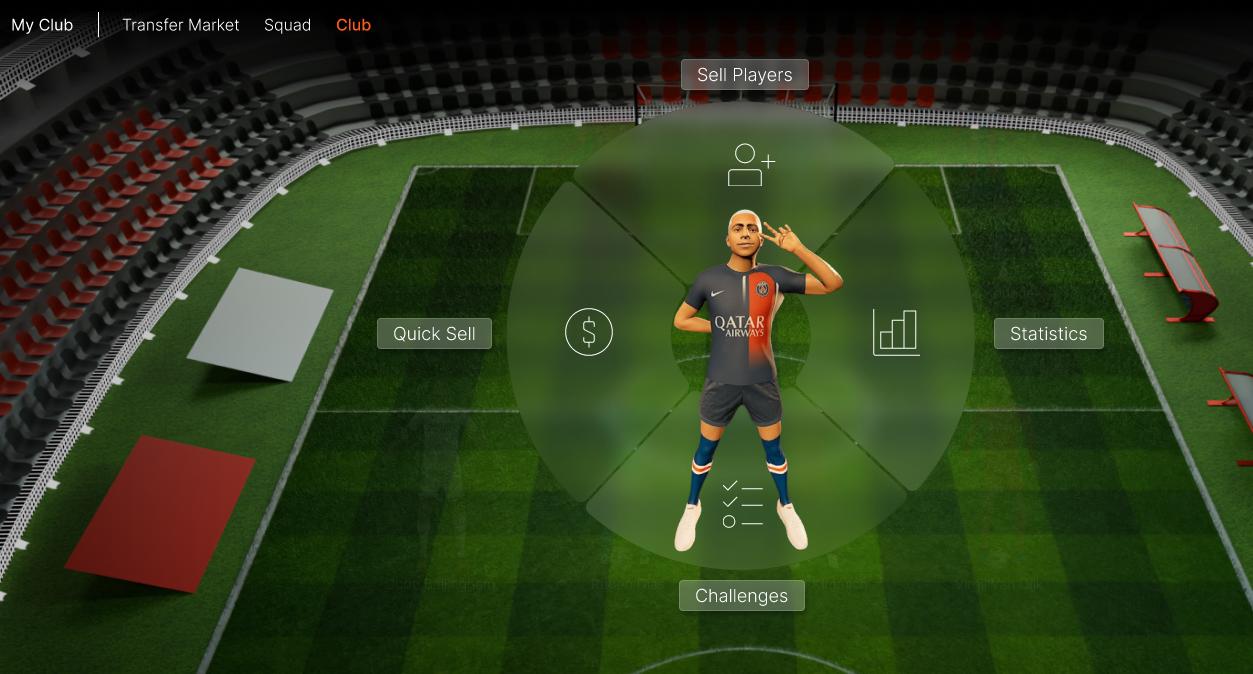 My Club
Transfer Market
Squad
Club
Sell Players
Quick Sell
QATAR
AIRWAYS
Statistics
Challenges